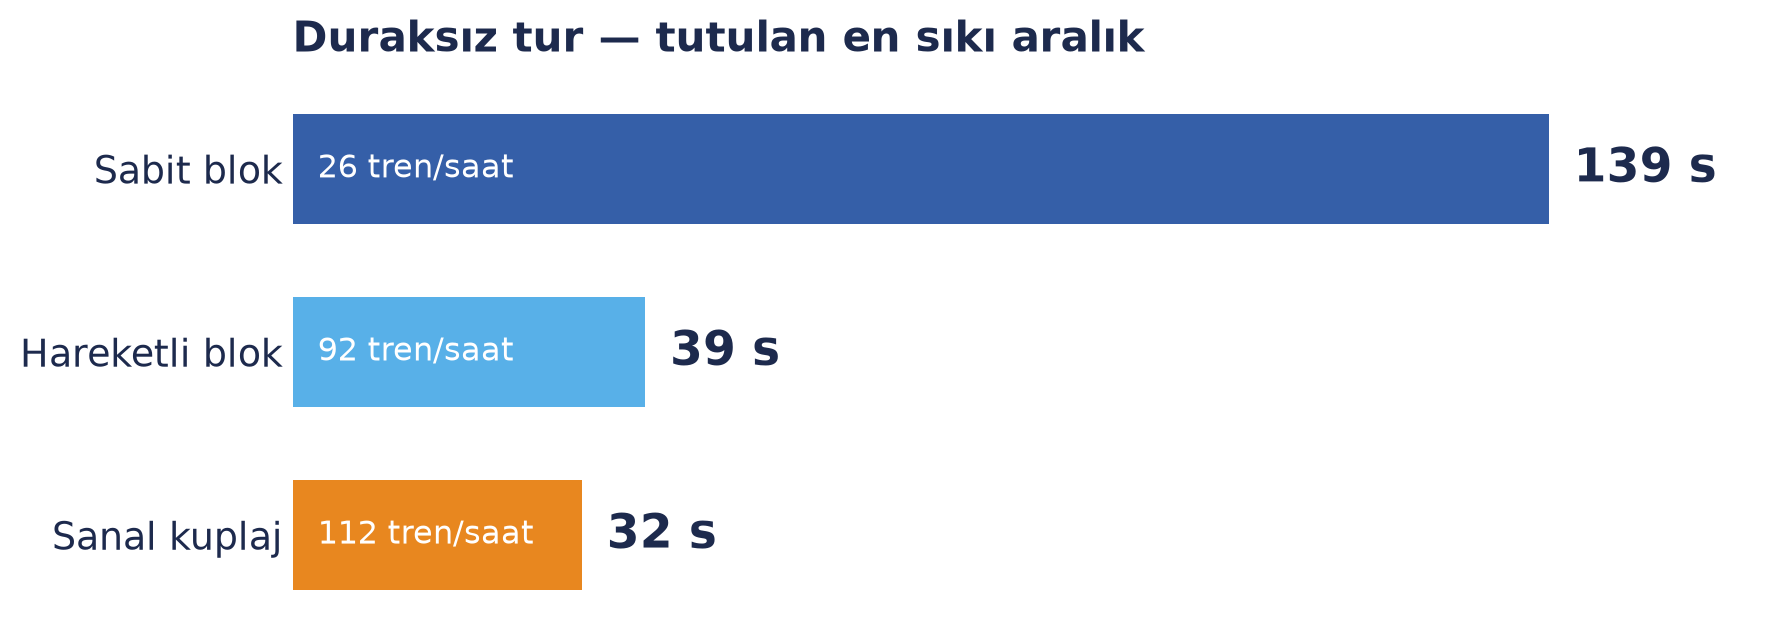 Duraksız tur — tutulan en sıkı aralık
Sabit blok 26 tren/saat 139 s
Hareketli blok 92 tren/saat 39 s
Sanal kuplaj 112 tren/saat 32 s